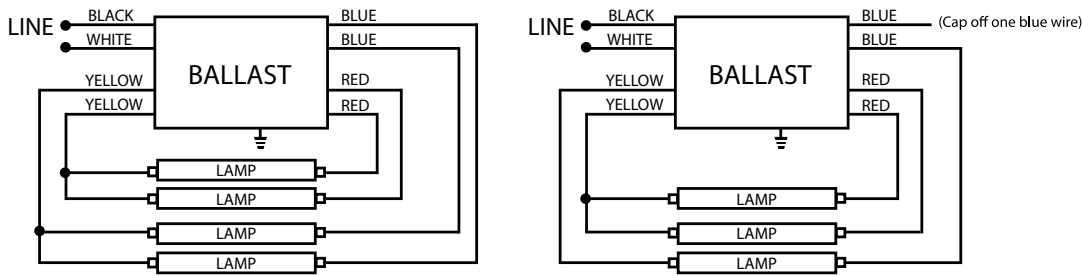 LINE
BLACK
WHITE
BALLAST
BLUE
BLUE
YELLOW
YELLOW
RED
RED
LAMP
LAMP
LAMP
LAMP
LINE
BLACK
WHITE
BALLAST
BLUE
(Cap off one blue wire)
BLUE
YELLOW
YELLOW
RED
RED
LAMP
LAMP
LAMP